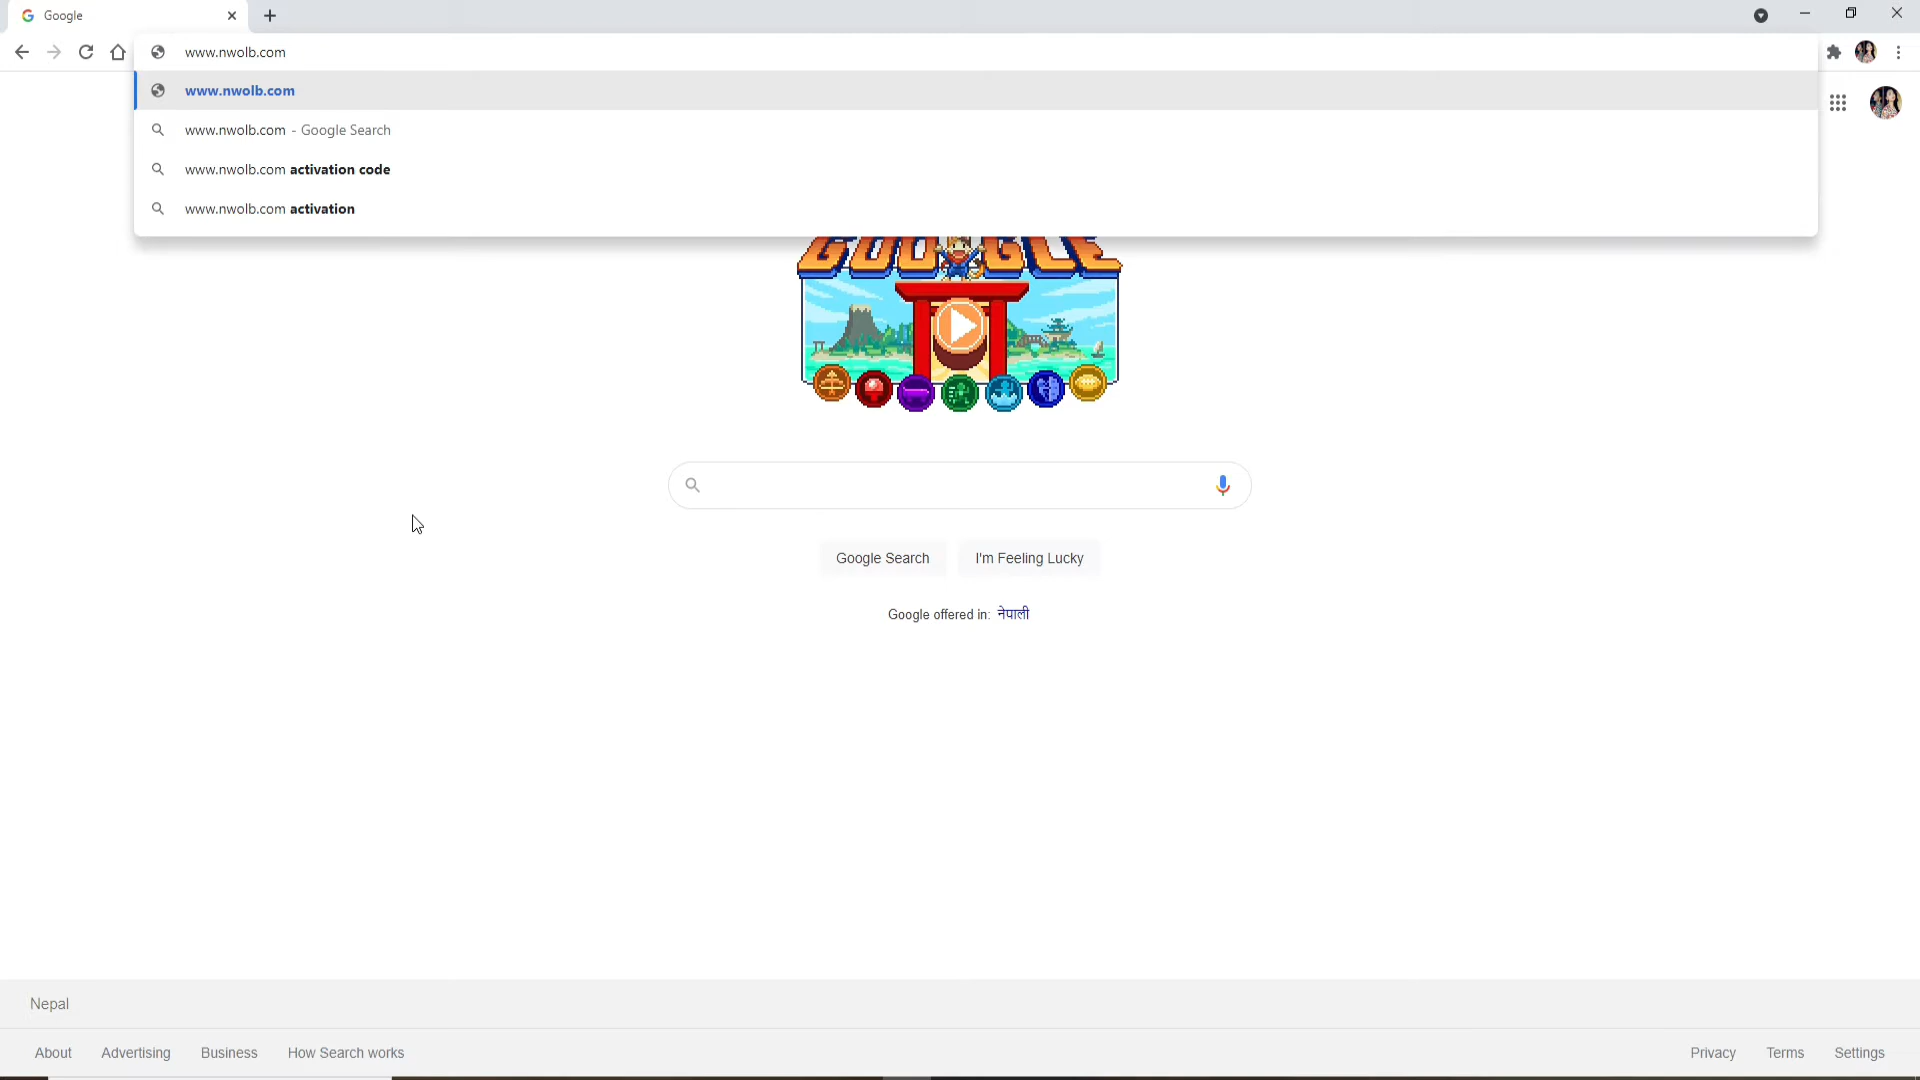 Google
www.nwolb.com
www.nwolb.com
www.nwolb.com - Google Search
www.nwolb.com activation code
www.nwolb.com activation
GOOGLE
Google Search
I'm Feeling Lucky
Google offered in: नेपाली
Nepal
About Advertising Business How Search works
Privacy Terms Settings